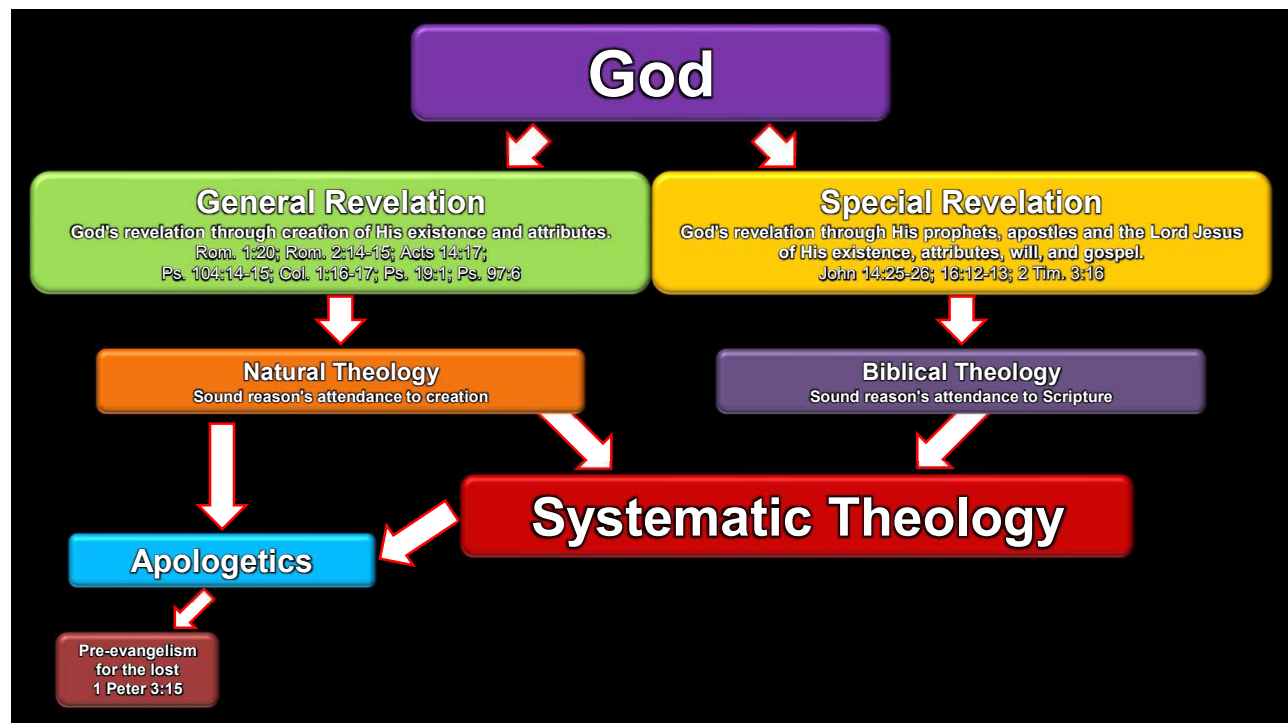 God
General Revelation
God's revelation through creation of His existence and attributes.
Rom. 1:20; Rom. 2:14-15; Acts 14:17;
Ps. 104:14-15; Col. 1:16-17; Ps. 19:1; Ps. 97:6
Special Revelation
God's revelation through His prophets, apostles and the Lord Jesus
of His existence, attributes, will, and gospel.
John 14:25-26; 16:12-13; 2 Tim. 3:16
Natural Theology
Sound reason's attendance to creation
Biblical Theology
Sound reason's attendance to Scripture
Systematic Theology
Apologetics
Pre-evangelism
for the lost
1 Peter 3:15